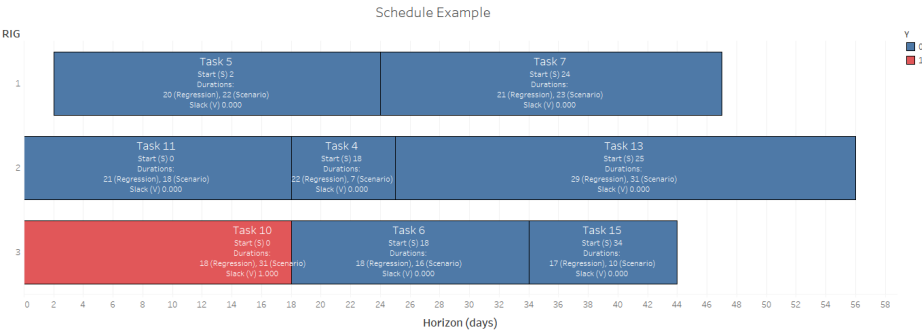 Schedule Example
RIG
Y
0
1
1
Task 5
Start (S) 2
Durations:
20 (Regression), 22 (Scenario)
Slack (V) 0.000
Task 7
Start (S) 24
Durations:
21 (Regression), 23 (Scenario)
Slack (V) 0.000
2
Task 11
Start (S) 0
Durations:
21 (Regression), 18 (Scenario)
Slack (V) 0.000
Task 4
Start (S) 18
Durations:
22 (Regression), 7 (Scenario)
Slack (V) 0.000
Task 13
Start (S) 25
Durations:
29 (Regression), 31 (Scenario)
Slack (V) 0.000
3
Task 10
Start (S) 0
Durations:
18 (Regression), 31 (Scenario)
Slack (V) 1.000
Task 6
Start (S) 18
Durations:
18 (Regression), 16 (Scenario)
Slack (V) 0.000
Task 15
Start (S) 34
Durations:
17 (Regression), 10 (Scenario)
Slack (V) 0.000
0 2 4 6 8 10 12 14 16 18 20 22 24 26 28 30 32 34 36 38 40 42 44 46 48 50 52 54 56 58
Horizon (days)